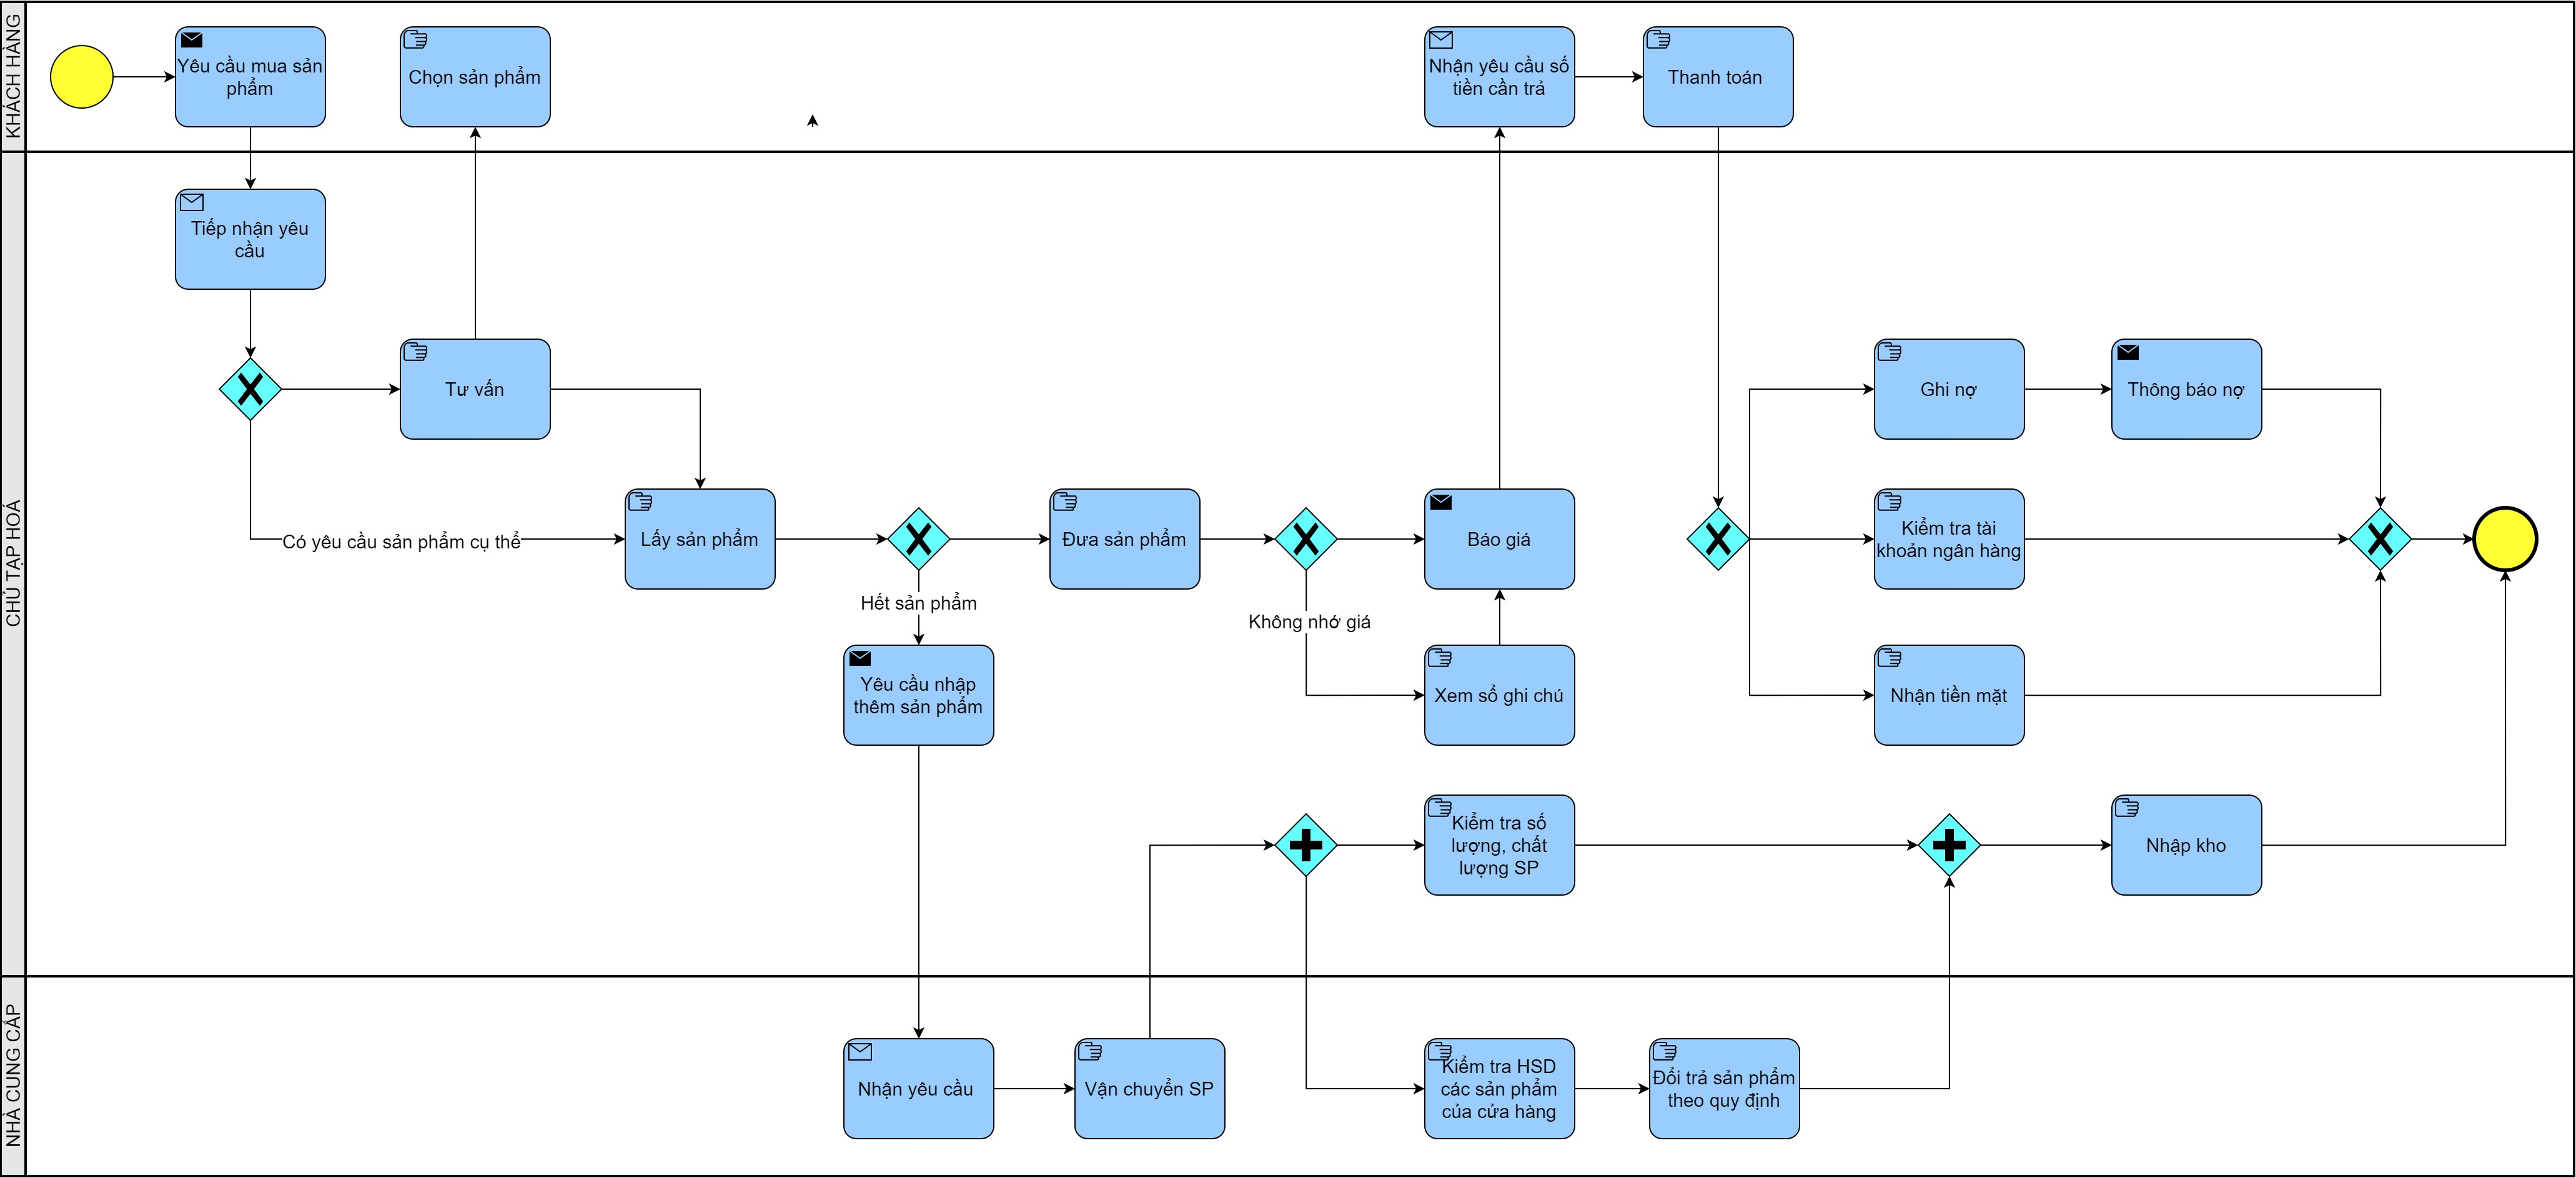 KHÁCH HÀNG
Yêu cầu mua sản
phẩm
Chọn sản phẩm
Nhận yêu cầu số
tiền cần trả
Thanh toán
CHỦ TẠP HOÁ
Tiếp nhận yêu
cầu
Tư vấn
Ghi nợ
Thông báo nợ
Có yêu cầu sản phẩm cụ thể
Lấy sản phẩm
Đưa sản phẩm
Báo giá
Kiểm tra tài
khoản ngân hàng
Hết sản phẩm
Không nhớ giá
Yêu cầu nhập
thêm sản phẩm
Xem sổ ghi chú
Nhận tiền mặt
Kiểm tra số
lượng, chất
lượng SP
Nhập kho
NHÀ CUNG CẤP
Nhận yêu cầu
Vận chuyển SP
Kiểm tra HSD
các sản phẩm
của cửa hàng
Đổi trả sản phẩm
theo quy định